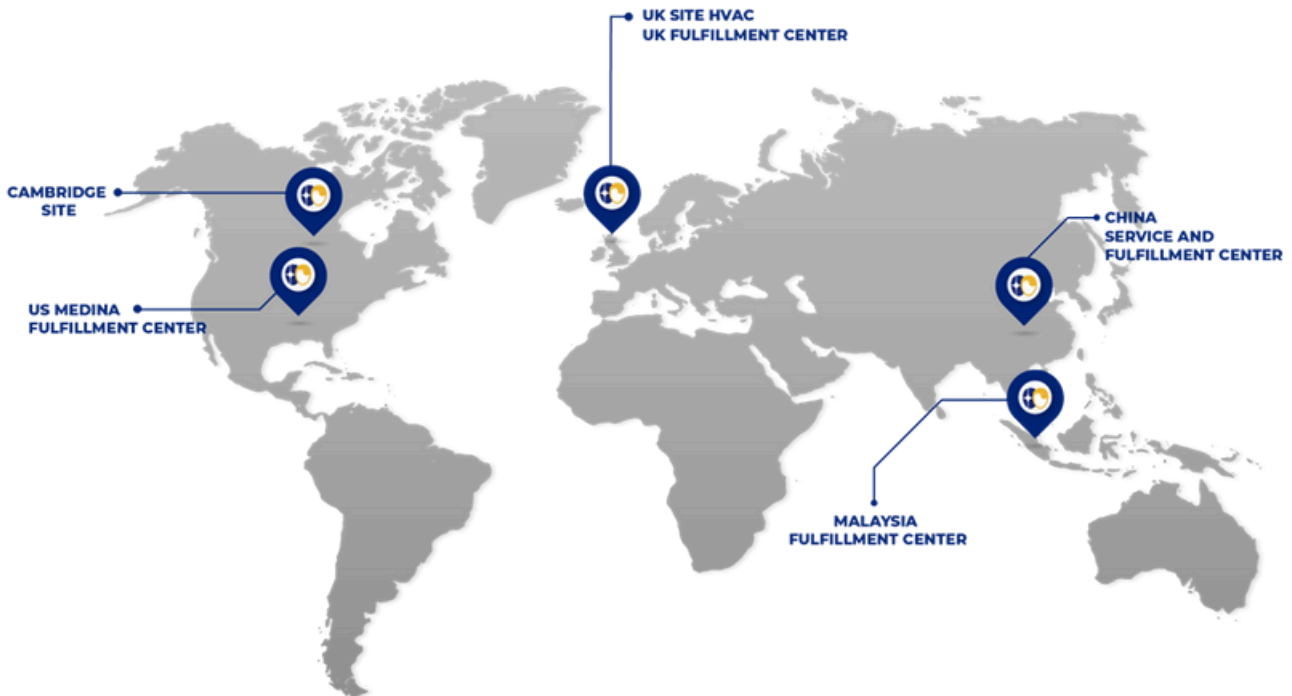 UK SITE HVAC
UK FULFILLMENT CENTER
CAMBRIDGE
SITE
CHINA
SERVICE AND
FULFILLMENT CENTER
US MEDINA
FULFILLMENT CENTER
MALAYSIA
FULFILLMENT CENTER